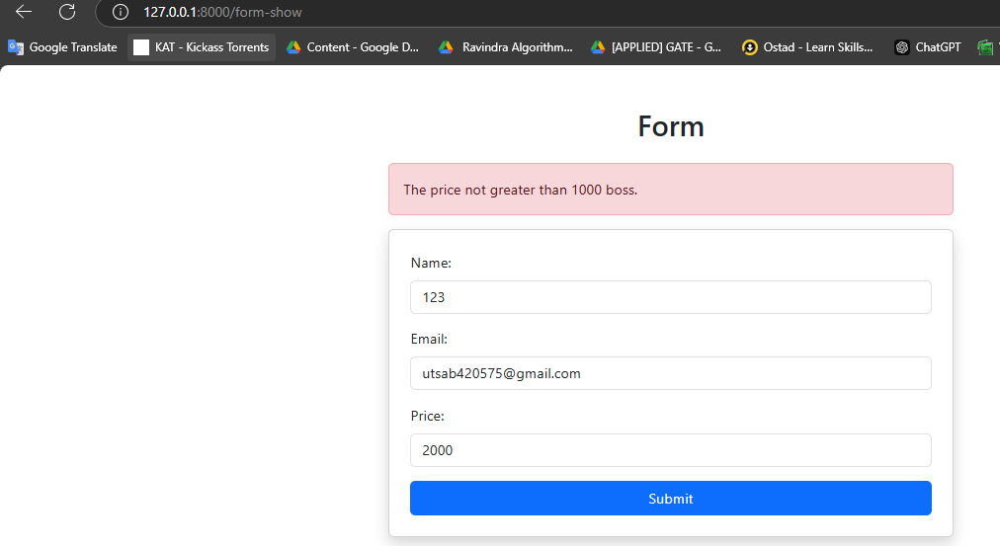 127.0.0.1:8000/form-show
Google Translate KAT - Kickass Torrents Content - Google D... Ravindra Algorithm... [APPLIED] GATE - G... Ostad - Learn Skills... ChatGPT
Form
The price not greater than 1000 boss.
Name:
123
Email:
utsab420575@gmail.com
Price:
2000
Submit